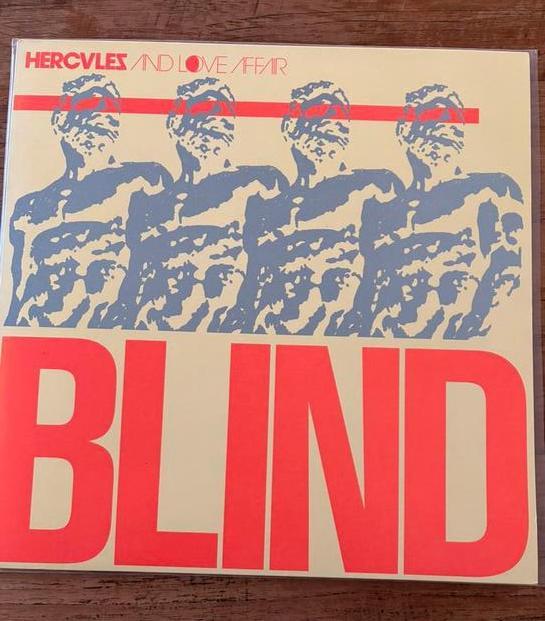 HERCVLES AND LOVE AFFAIR
BLIND